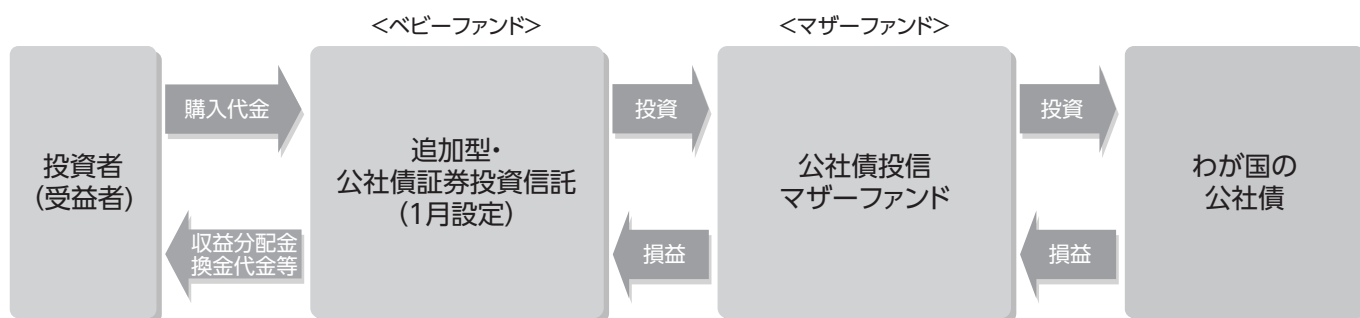 <ベビーファンド>
<マザーファンド>
投資者
(受益者)
購入代金
収益分配金
換金代金等
追加型・
公社債証券投資信託
(1月設定)
投資
損益
公社債投信
マザーファンド
投資
損益
わが国の
公社債